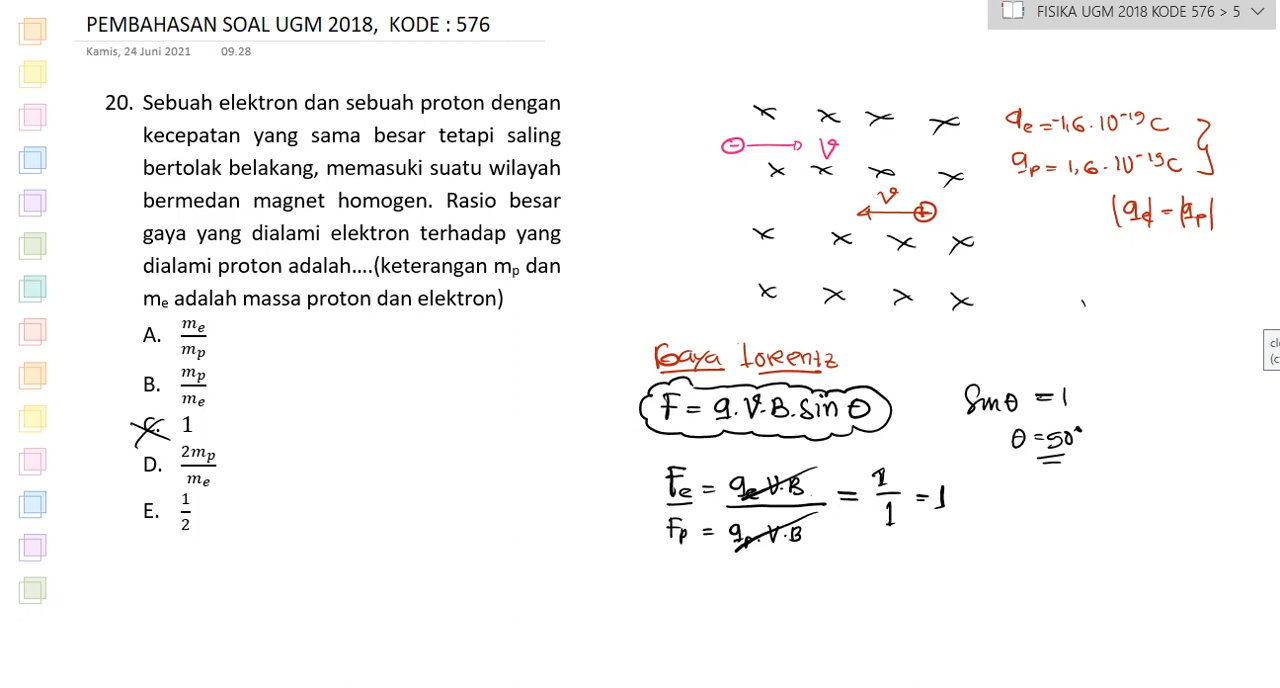 PEMBAHASAN SOAL UGM 2018, KODE : 576
Kamis, 24 Juni 2021 09.28
FISIKA UGM 2018 KODE 576 > 5
20. Sebuah elektron dan sebuah proton dengan
kecepatan yang sama besar tetapi saling
bertolak belakang, memasuki suatu wilayah
bermedan magnet homogen. Rasio besar
gaya yang dialami elektron terhadap yang
dialami proton adalah....(keterangan mₚ dan
mₑ adalah massa proton dan elektron)
A. mₑ/mₚ
B. mₚ/mₑ
C. 1
D. 2mₚ/mₑ
E. 1/2
× × × ×
⊖ → v
× × × ×
v ← ⊕
× × × ×
× × × ×
qₑ = -1,6 . 10⁻¹⁹ C
qₚ = 1,6 . 10⁻¹⁹ C
|qₑ| = |qₚ|
Gaya Lorentz
F = q.V.B.Sin θ
Sin θ = 1
θ = 90°
Fₑ/Fₚ = qₑ.V.B/qₚ.V.B = 1/1 = 1